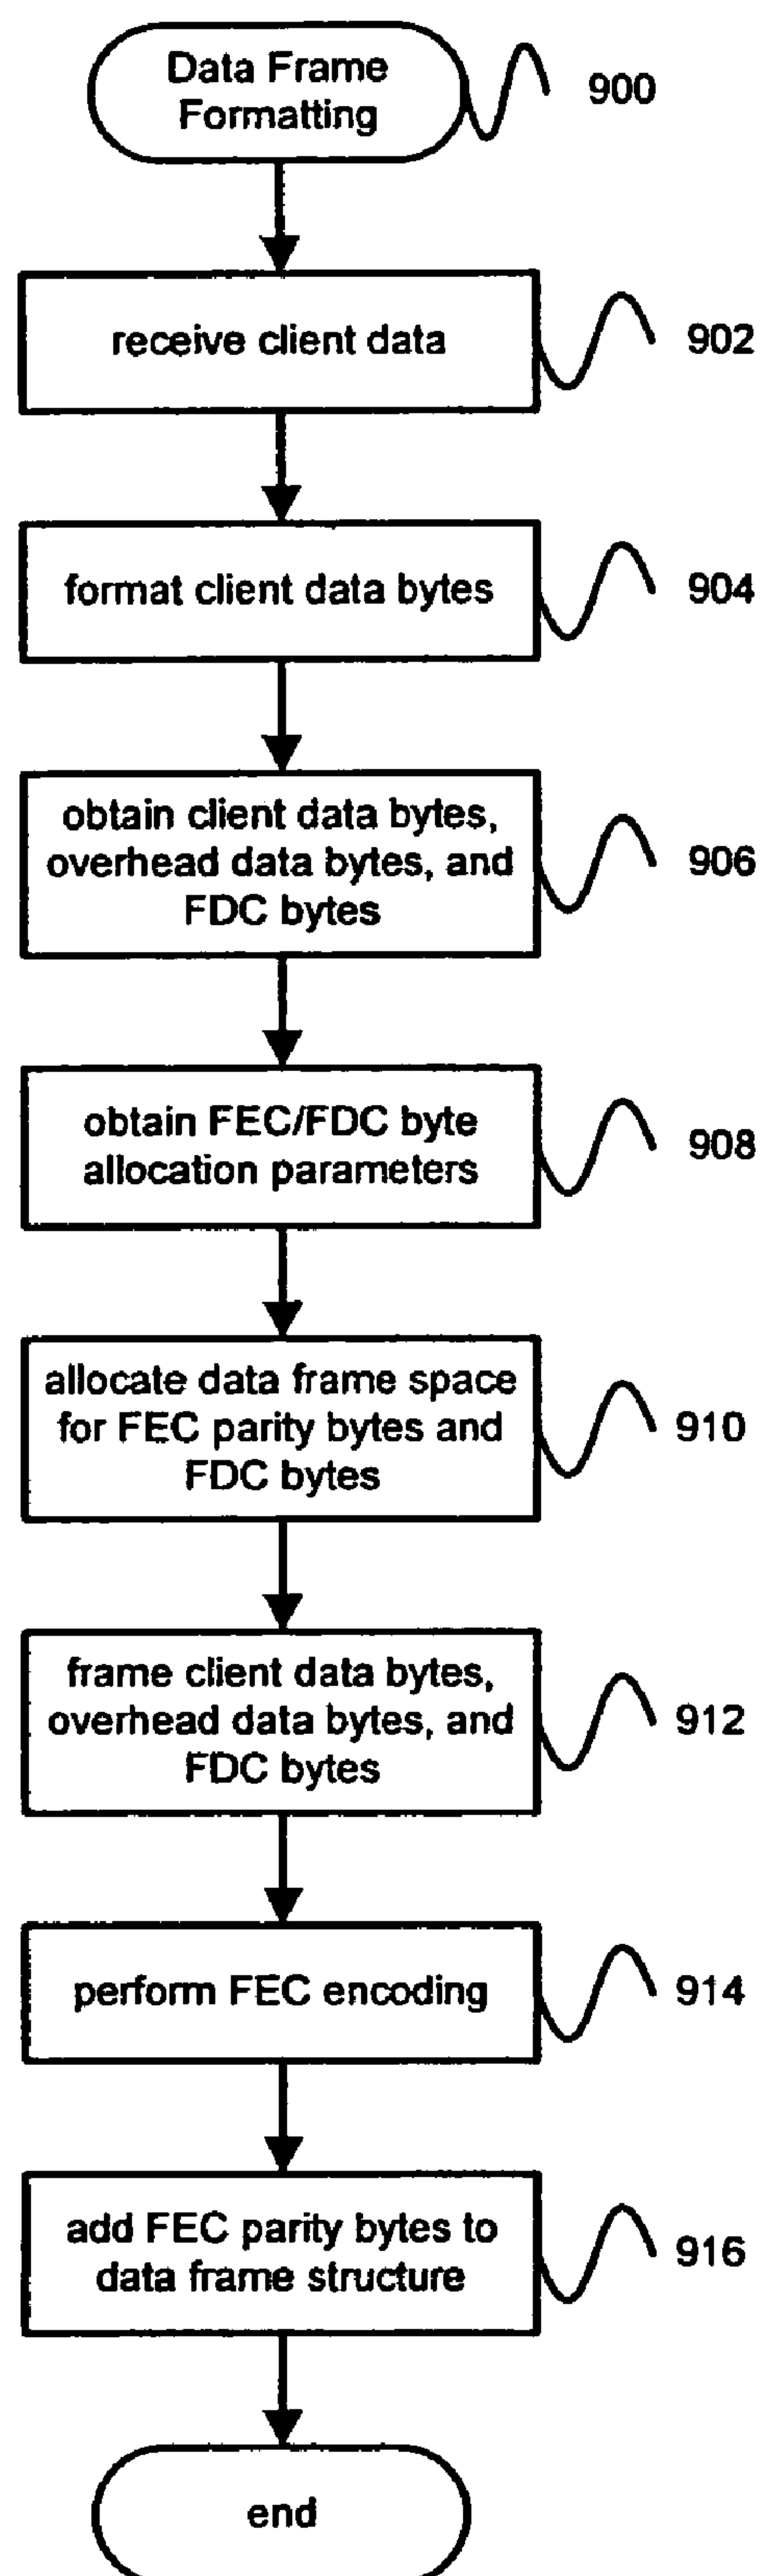 Data Frame
Formatting
900
receive client data
902
format client data bytes
904
obtain client data bytes,
overhead data bytes, and
FDC bytes
906
obtain FEC/FDC byte
allocation parameters
908
allocate data frame space
for FEC parity bytes and
FDC bytes
910
frame client data bytes,
overhead data bytes, and
FDC bytes
912
perform FEC encoding
914
add FEC parity bytes to
data frame structure
916
end